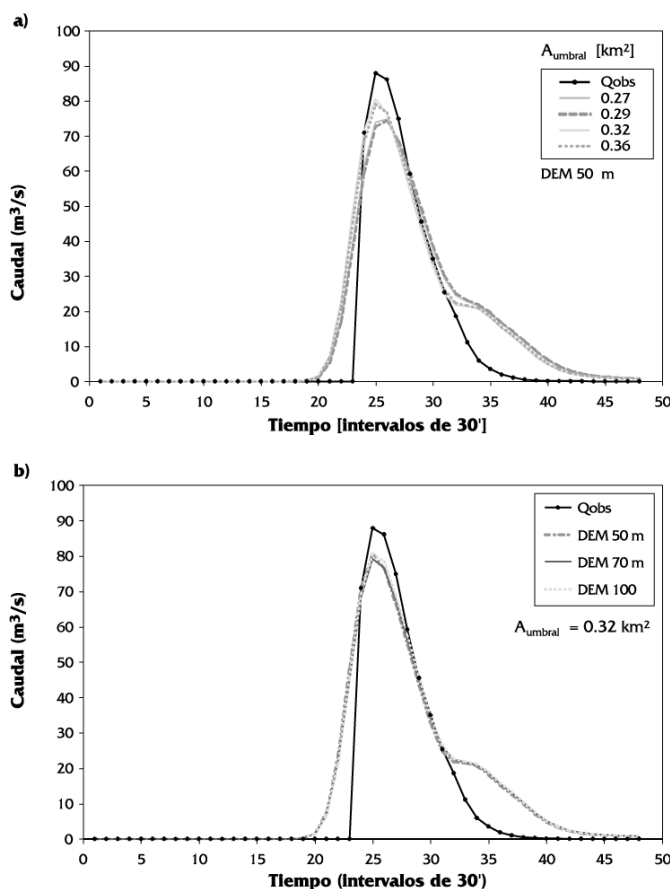 a)
A umbral [km²]
Qobs
0.27
0.29
0.32
0.36
DEM 50 m
Caudal (m³/s)
100
90
80
70
60
50
40
30
20
10
0
0 5 10 15 20 25 30 35 40 45 50
Tiempo [intervalos de 30']
b)
Qobs
DEM 50 m
DEM 70 m
DEM 100
A umbral = 0.32 km²
Caudal (m³/s)
100
90
80
70
60
50
40
30
20
10
0
0 5 10 15 20 25 30 35 40 45 50
Tiempo (intervalos de 30')